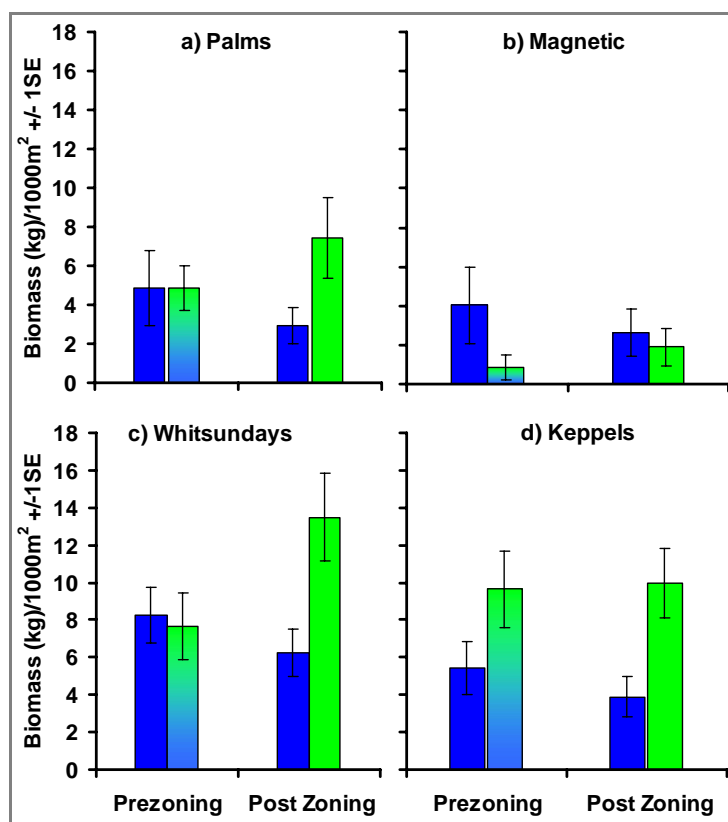 a) Palms
b) Magnetic
Biomass (kg)/1000m² +/- 1SE
18
16
14
12
10
8
6
4
2
0
c) Whitsundays
d) Keppels
Biomass (kg)/1000m² +/-1SE
18
16
14
12
10
8
6
4
2
0
Prezoning Post Zoning Prezoning Post Zoning